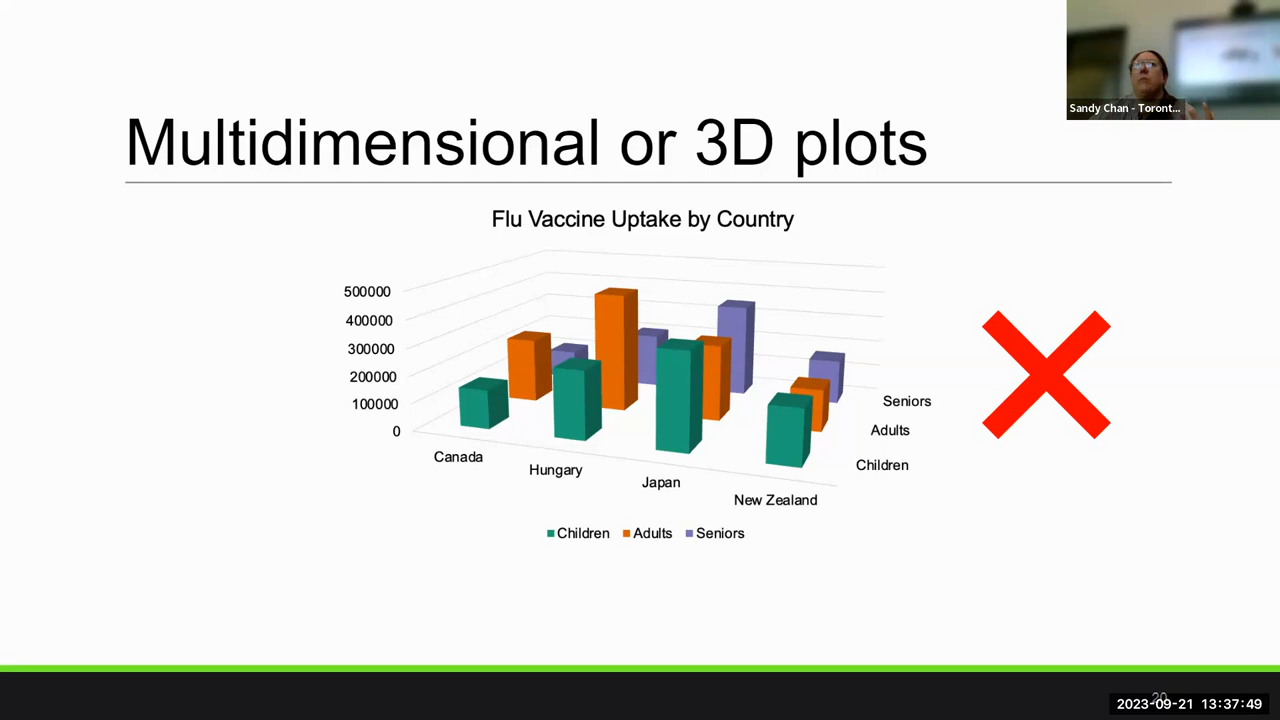 Sandy Chan - Toront...
Multidimensional or 3D plots
Flu Vaccine Uptake by Country
500000
400000
300000
200000
100000
0
Canada
Hungary
Japan
New Zealand
Seniors
Adults
Children
Children Adults Seniors
20
2023-09-21 13:37:49